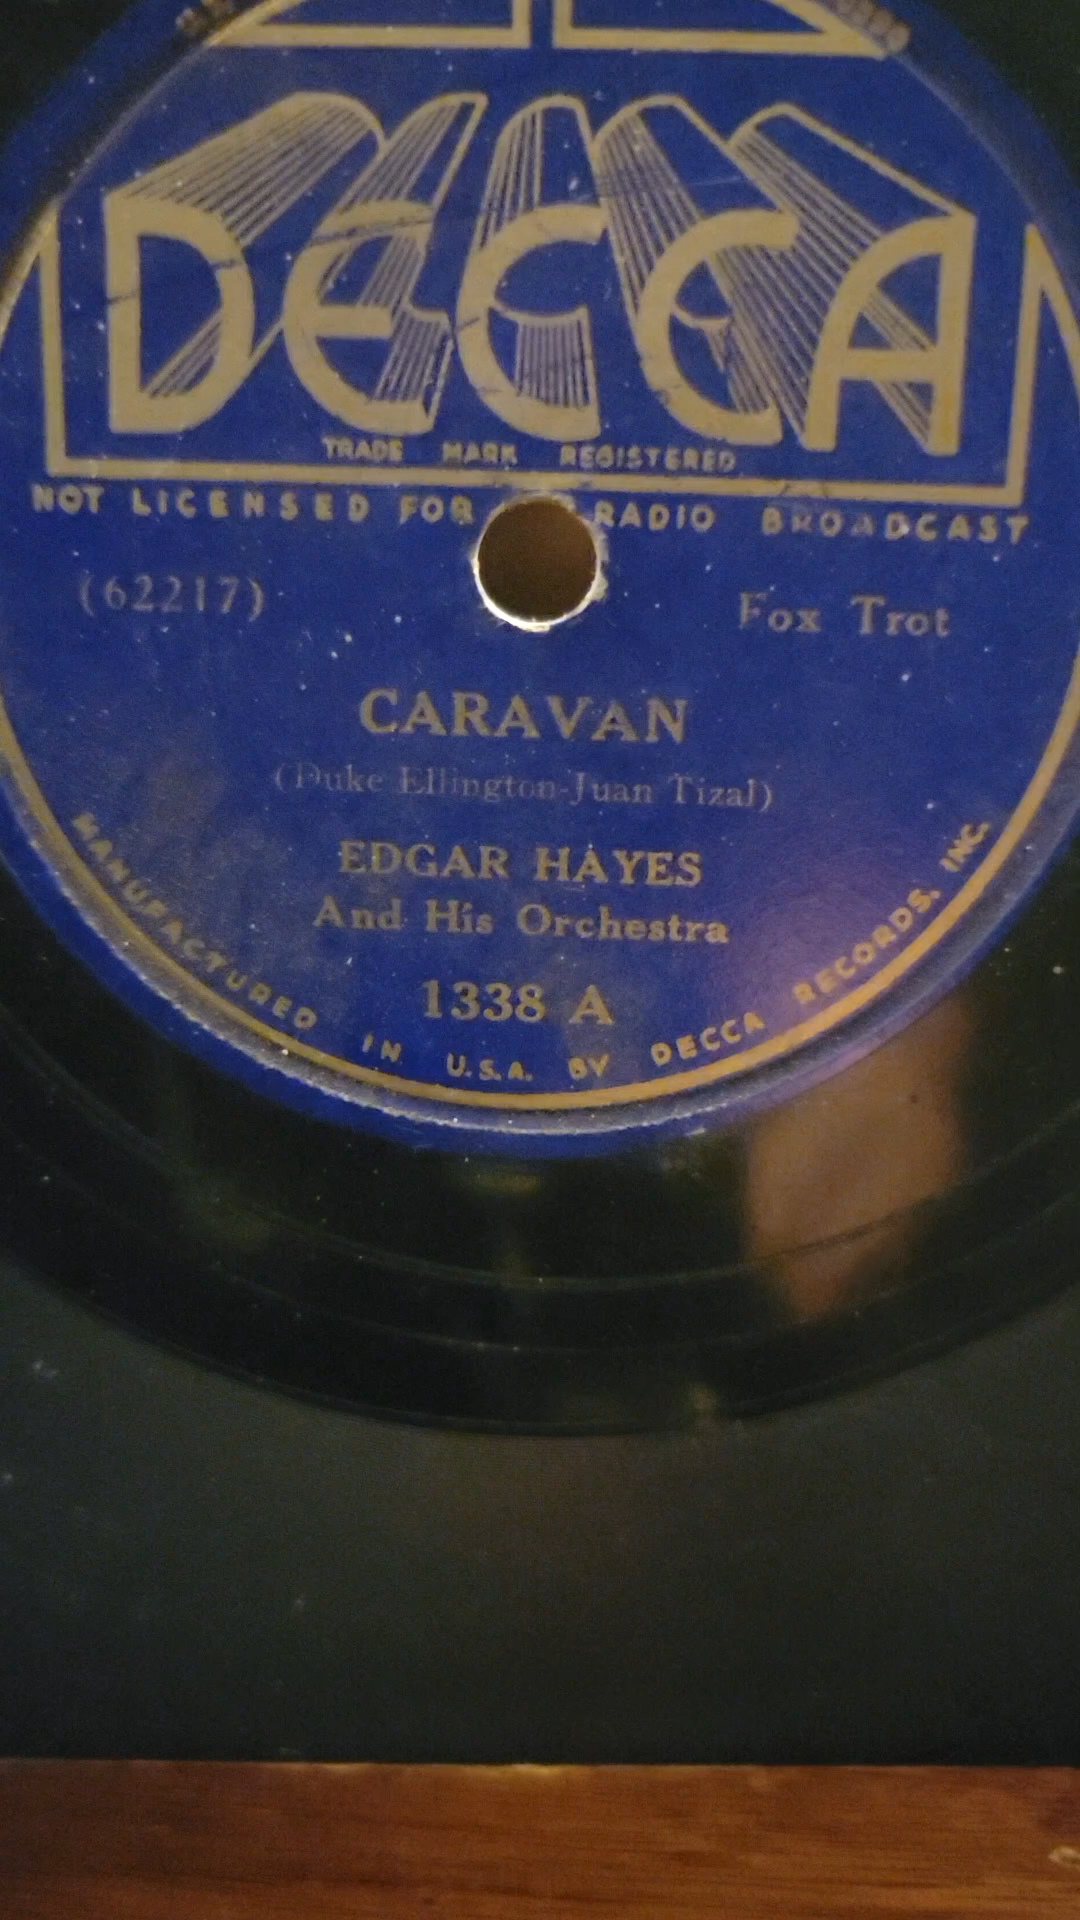 DECCA
TRADE MARK REGISTERED
NOT LICENSED FOR RADIO BROADCAST
(62217)
Fox Trot
CARAVAN
(Duke Ellington-Juan Tizal)
EDGAR HAYES
And His Orchestra
1338 A
MANUFACTURED IN U.S.A. BY DECCA RECORDS, INC.